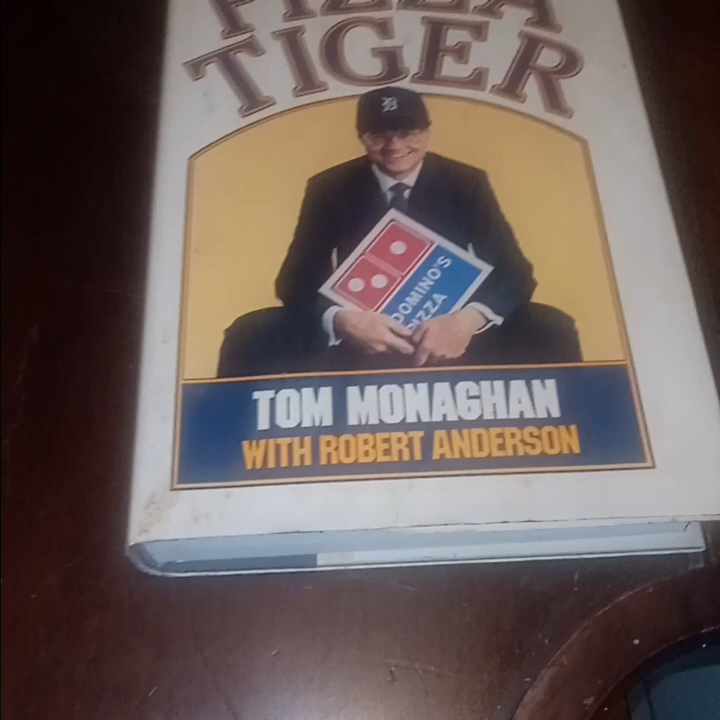 PIZZA
TIGER
D
DOMINO'S
PIZZA
TOM MONAGHAN
WITH ROBERT ANDERSON